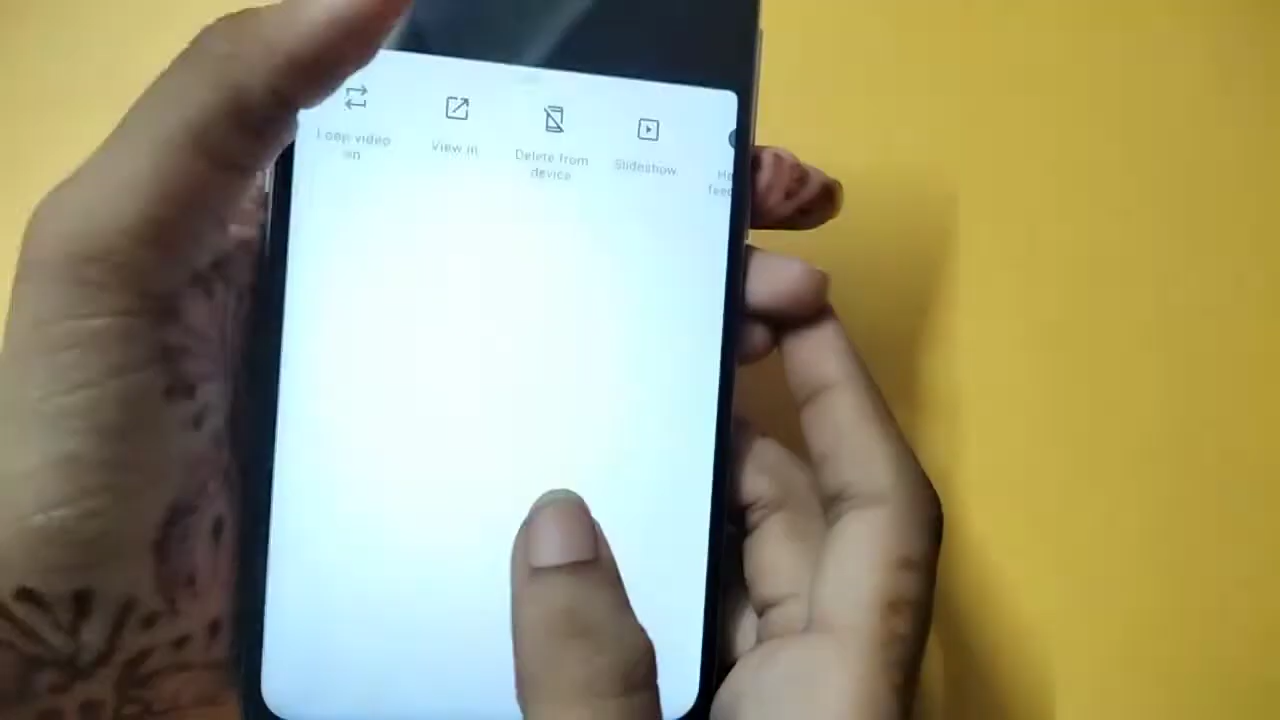 Loop video
on
View in
Delete from
device
Slideshow